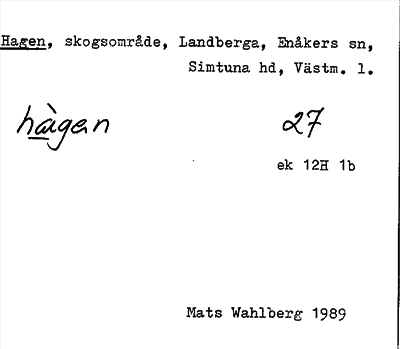 Hagen, skogsområde, Landberga, Enåkers sn,
Simtuna hd, Västm. l.
hàgen 27
ek 12H 1b
Mats Wahlberg 1989